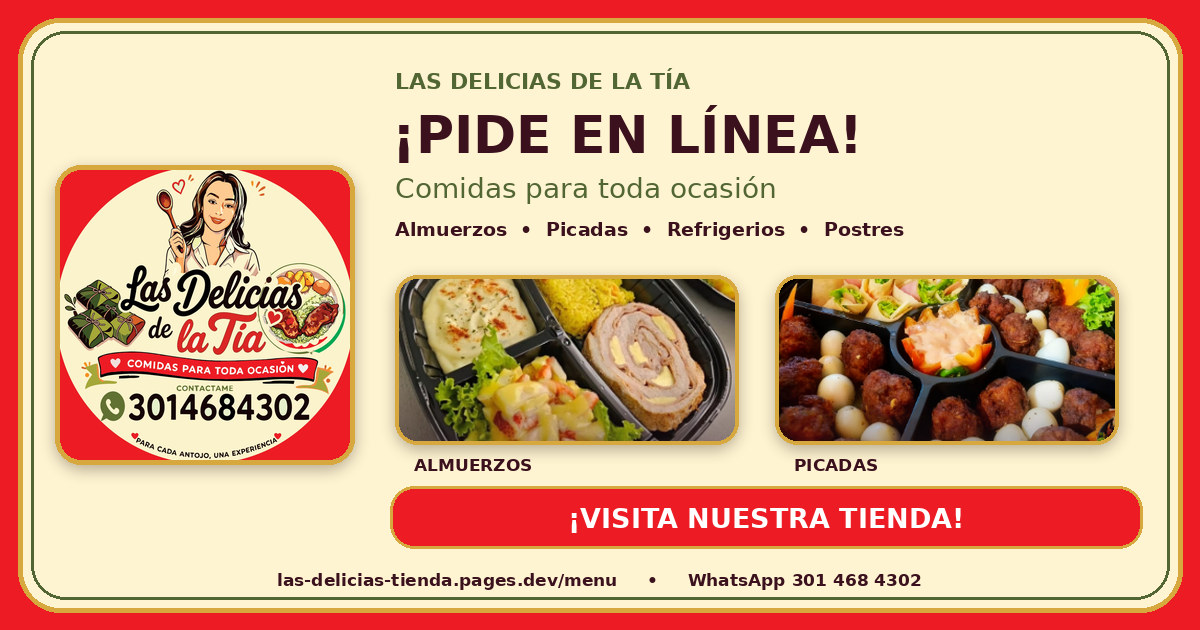 LAS DELICIAS DE LA TÍA
¡PIDE EN LÍNEA!
Comidas para toda ocasión
Almuerzos • Picadas • Refrigerios • Postres
Las Delicias
de la Tía
COMIDAS PARA TODA OCASIÓN
CONTACTAME
3014684302
PARA CADA ANTOJO, UNA EXPERIENCIA
ALMUERZOS
PICADAS
¡VISITA NUESTRA TIENDA!
las-delicias-tienda.pages.dev/menu • WhatsApp 301 468 4302